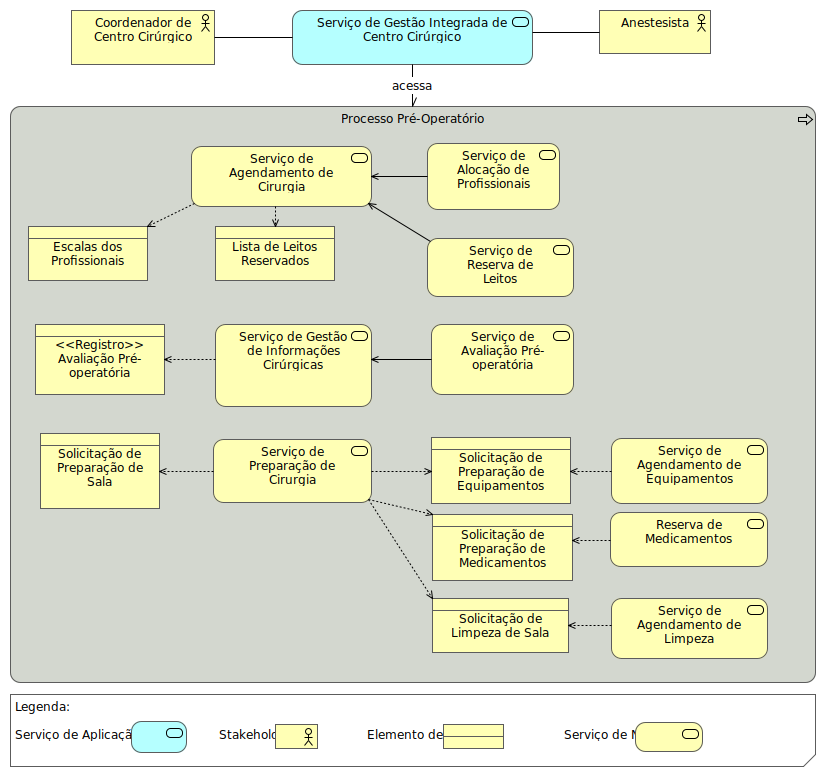 Coordenador de
Centro Cirúrgico
Serviço de Gestão Integrada de
Centro Cirúrgico
Anestesista
acessa
Processo Pré-Operatório
Serviço de
Agendamento de
Cirurgia
Serviço de
Alocação de
Profissionais
Escalas dos
Profissionais
Lista de Leitos
Reservados
Serviço de
Reserva de
Leitos
<<Registro>>
Avaliação Pré-
operatória
Serviço de Gestão
de Informações
Cirúrgicas
Serviço de
Avaliação Pré-
operatória
Solicitação de
Preparação de
Sala
Serviço de
Preparação de
Cirurgia
Solicitação de
Preparação de
Equipamentos
Serviço de
Agendamento de
Equipamentos
Solicitação de
Preparação de
Medicamentos
Reserva de
Medicamentos
Solicitação de
Limpeza de Sala
Serviço de
Agendamento de
Limpeza
Legenda:
Serviço de Aplicaçã
Stakehol
Elemento de
Serviço de